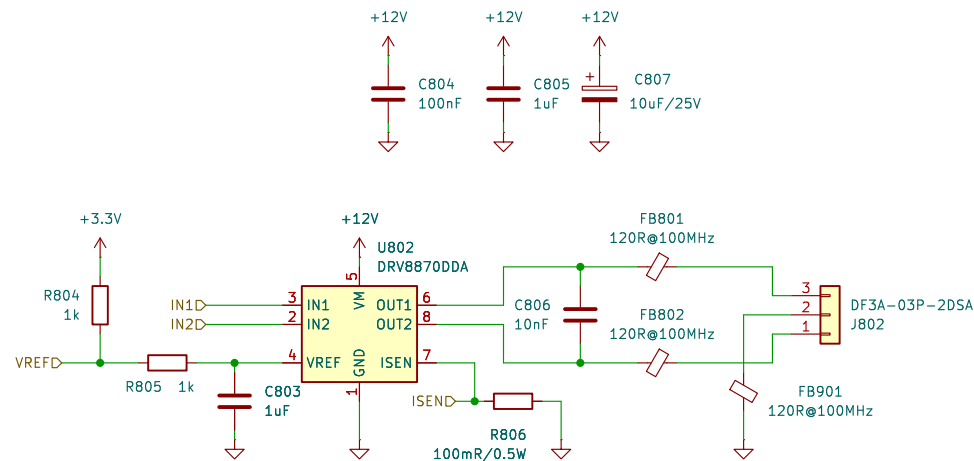 +12V
+12V
+12V
C804
100nF
C805
1uF
+
C807
10uF/25V
+3.3V
+12V
FB801
120R@100MHz
U802
DRV8870DDA
R804
1k
5
VM
IN1
3
IN1
OUT1
6
IN2
2
IN2
OUT2
8
C806
10nF
FB802
120R@100MHz
3
2
1
DF3A-03P-2DSA
J802
VREF
R805 1k
4
VREF
GND
ISEN
7
1
C803
1uF
ISEN
R806
100mR/0.5W
FB901
120R@100MHz